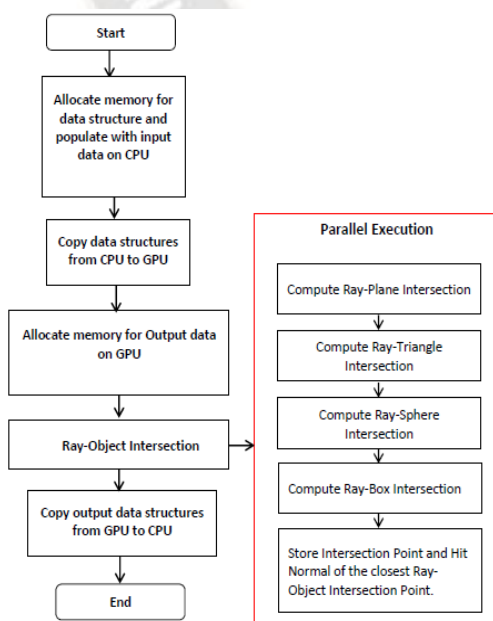 Start
Allocate memory for
data structure and
populate with input
data on CPU
Copy data structures
from CPU to GPU
Allocate memory for Output data
on GPU
Ray-Object Intersection
Copy output data structures
from GPU to CPU
End
Parallel Execution
Compute Ray-Plane Intersection
Compute Ray-Triangle
Intersection
Compute Ray-Sphere
Intersection
Compute Ray-Box Intersection
Store Intersection Point and Hit
Normal of the closest Ray-
Object Intersection Point.